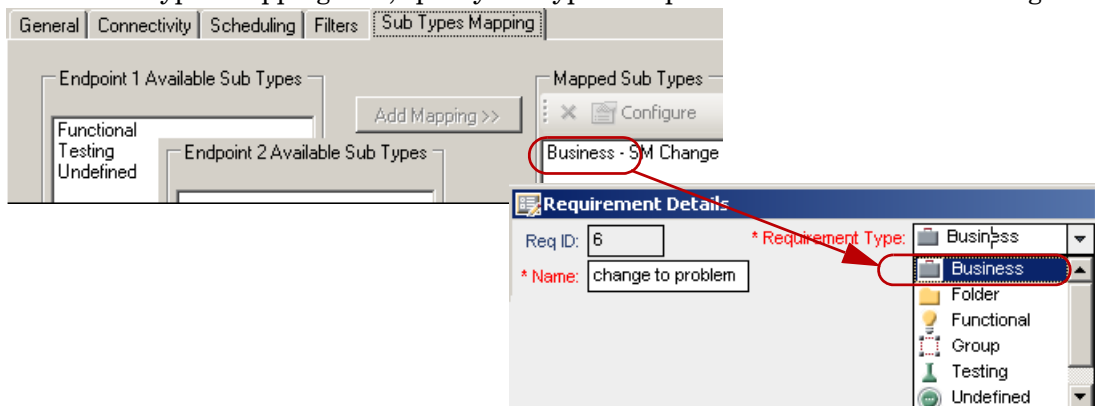 General Connectivity Scheduling Filters Sub Types Mapping
Endpoint 1 Available Sub Types
Mapped Sub Types
Add Mapping >>
Configure
Functional
Testing
Undefined
Endpoint 2 Available Sub Types
Business - SM Change
Requirement Details
Req ID: 6
* Requirement Type: Business
* Name: change to problem
Business
Folder
Functional
Group
Testing
Undefined